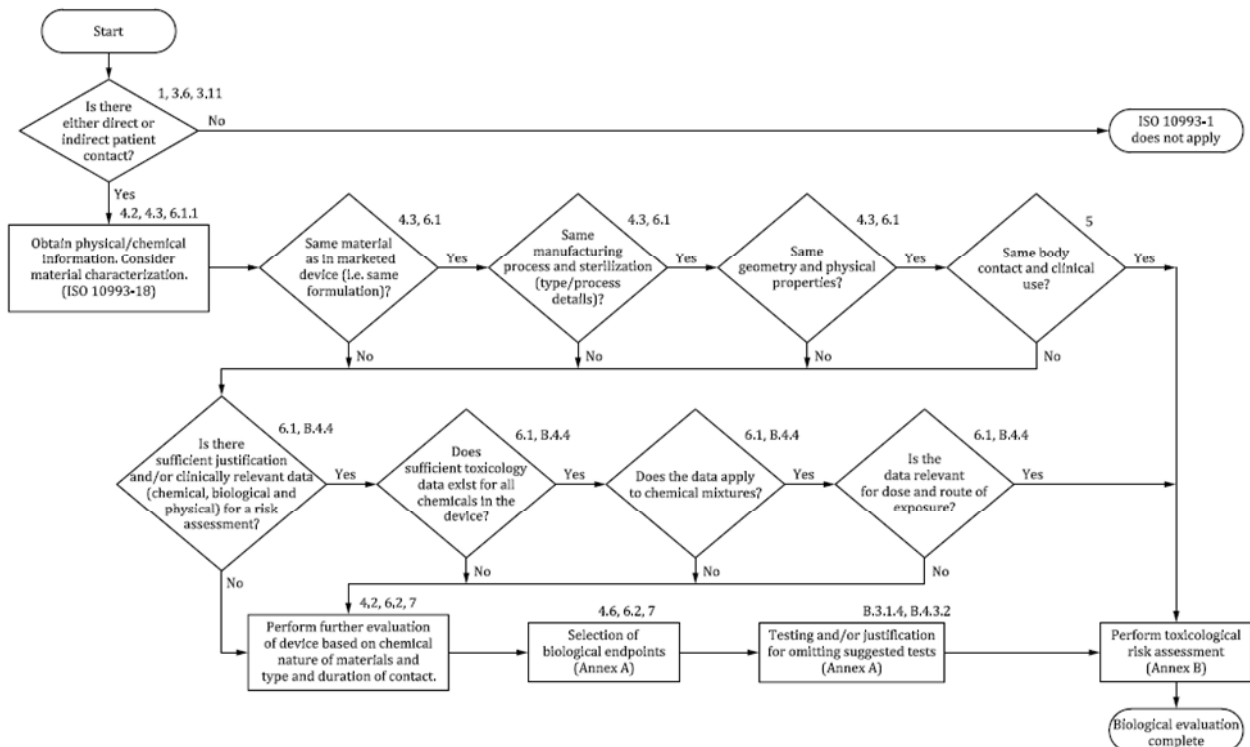 Start
1, 3.6, 3.11
Is there
either direct or
indirect patient
contact?
No
ISO 10993-1
does not apply
Yes
4.2, 4.3, 6.1.1
Obtain physical/chemical
information. Consider
material characterization.
(ISO 10993-18)
4.3, 6.1
Same material
as in marketed
device (i.e. same
formulation)?
Yes
No
4.3, 6.1
Same
manufacturing
process and sterilization
(type/process
details)?
Yes
No
4.3, 6.1
Same
geometry and physical
properties?
Yes
No
5
Same body
contact and clinical
use?
Yes
No
6.1, B.4.4
Is there
sufficient justification
and/or clinically relevant data
(chemical, biological and
physical) for a risk
assessment?
Yes
No
6.1, B.4.4
Does
sufficient toxicology
data exist for all
chemicals in the
device?
Yes
No
6.1, B.4.4
Does the data apply
to chemical mixtures?
Yes
No
6.1, B.4.4
Is the
data relevant
for dose and route of
exposure?
Yes
No
4.2, 6.2, 7
Perform further evaluation
of device based on chemical
nature of materials and
type and duration of contact.
4.6, 6.2, 7
Selection of
biological endpoints
(Annex A)
B.3.1.4, B.4.3.2
Testing and/or justification
for omitting suggested tests
(Annex A)
Perform toxicological
risk assessment
(Annex B)
Biological evaluation
complete